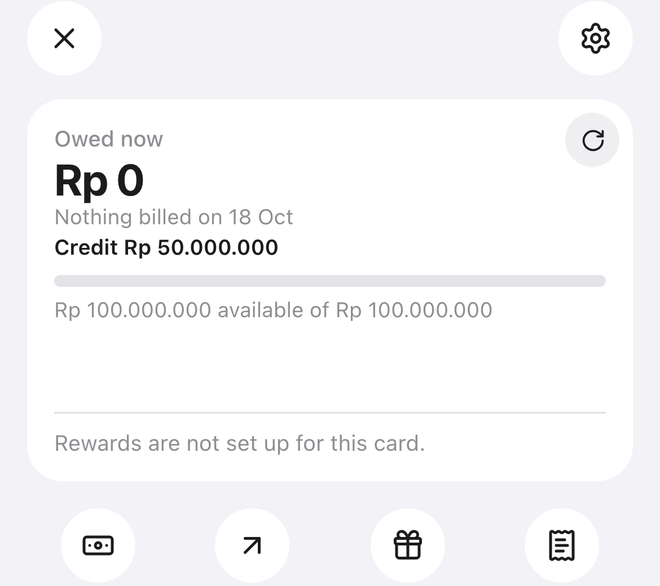 Owed now
Rp 0
Nothing billed on 18 Oct
Credit Rp 50.000.000
Rp 100.000.000 available of Rp 100.000.000
Rewards are not set up for this card.